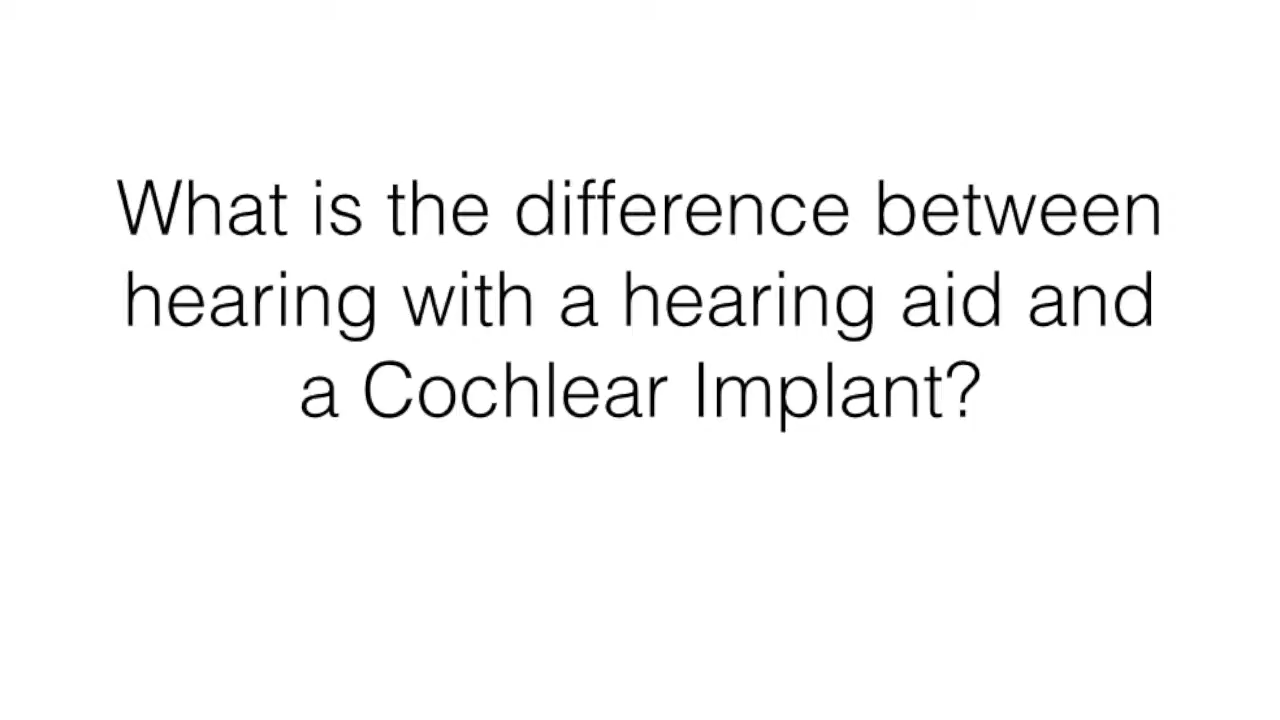 What is the difference between
hearing with a hearing aid and
a Cochlear Implant?